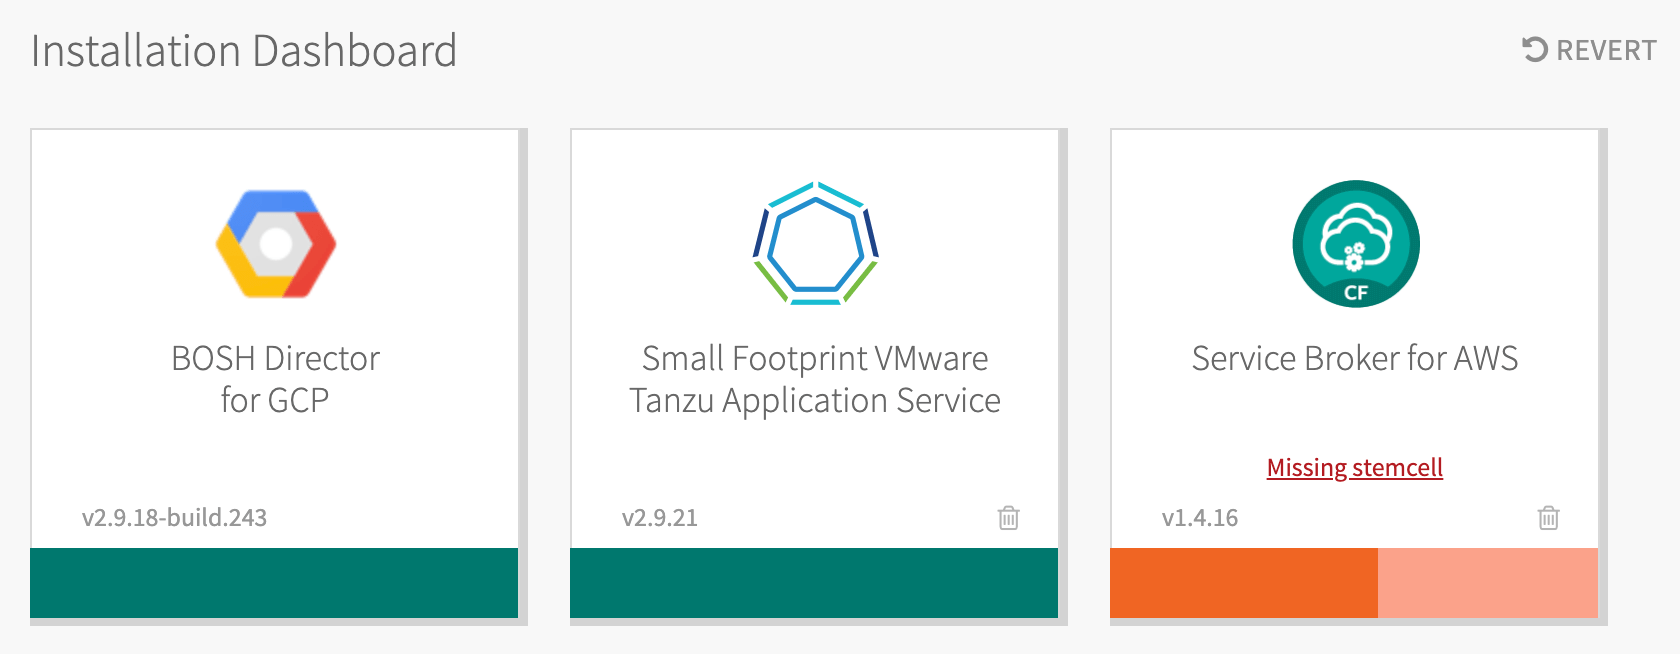 Installation Dashboard
REVERT
BOSH Director
for GCP
v2.9.18-build.243
Small Footprint VMware
Tanzu Application Service
v2.9.21
CF
Service Broker for AWS
Missing stemcell
v1.4.16